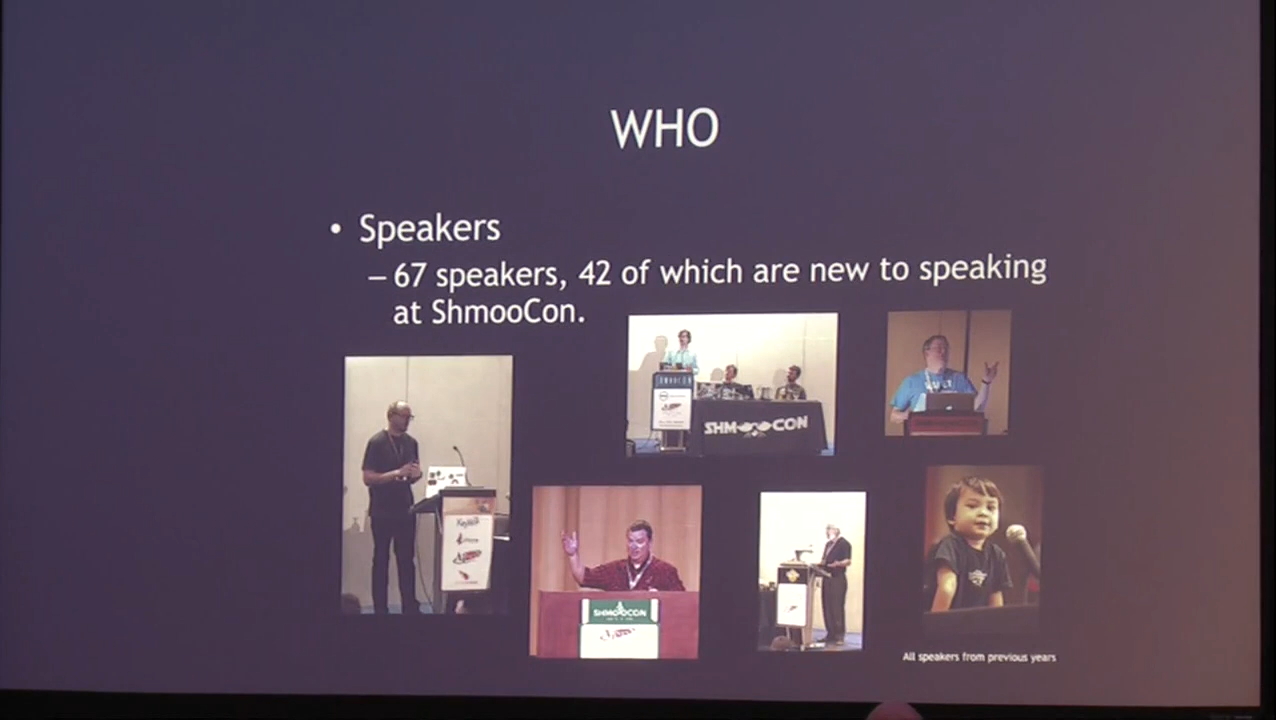 WHO
• Speakers
– 67 speakers, 42 of which are new to speaking
at ShmooCon.
SHMOOCON
SHMOOCON
All speakers from previous years